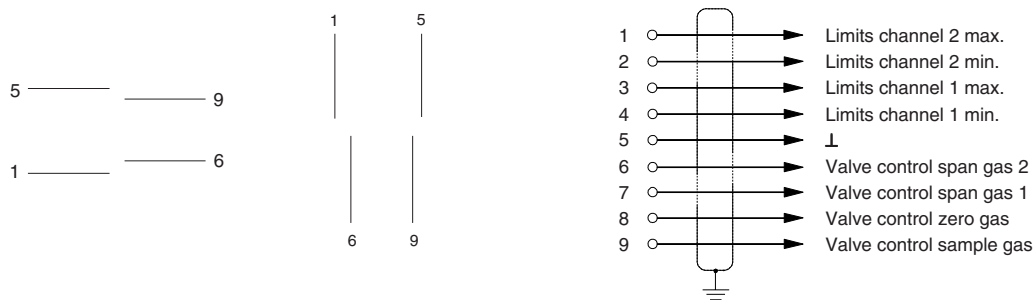 5
9
1
6
1 5
6 9
1 Limits channel 2 max.
2 Limits channel 2 min.
3 Limits channel 1 max.
4 Limits channel 1 min.
5 ⊥
6 Valve control span gas 2
7 Valve control span gas 1
8 Valve control zero gas
9 Valve control sample gas